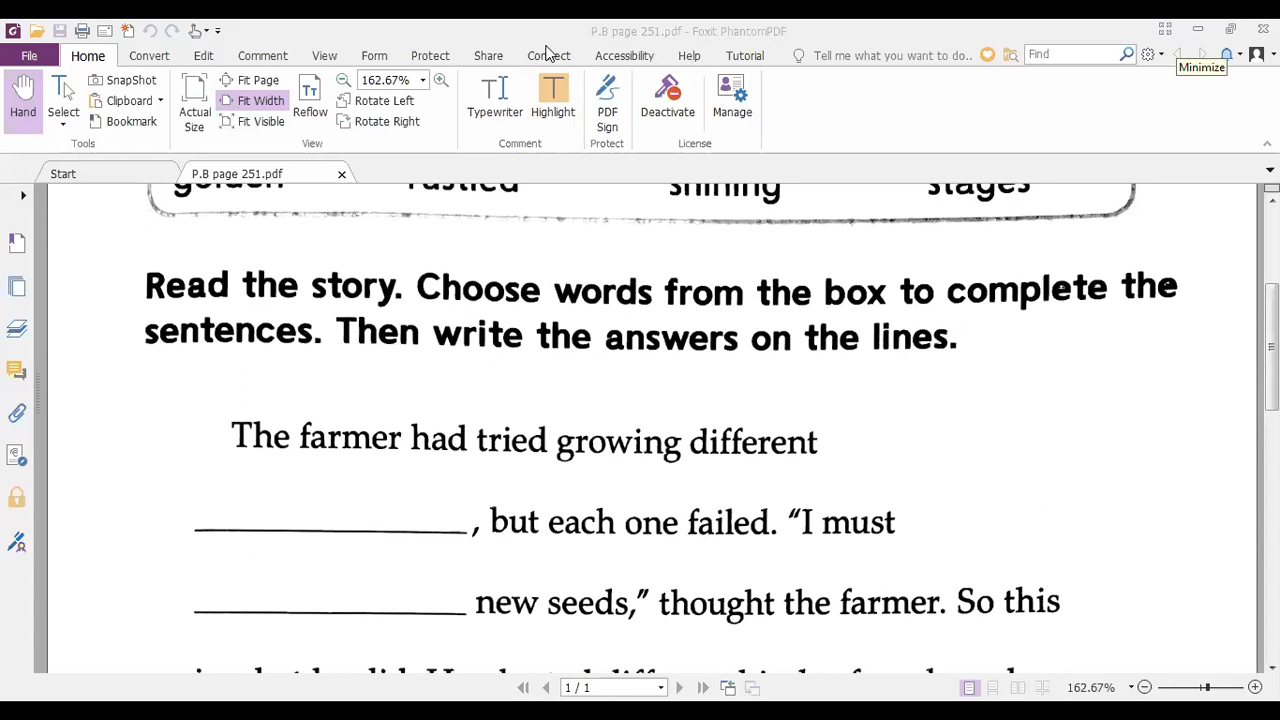 P.B page 251.pdf - Foxit PhantomPDF
File Home Convert Edit Comment View Form Protect Share Connect Accessibility Help Tutorial Tell me what you want to do.. Find
Minimize
Hand
Select
SnapShot
Clipboard
Bookmark
Tools
Actual Size
Fit Page
Fit Width
Fit Visible
Reflow
162.67%
Rotate Left
Rotate Right
View
Typewriter
Highlight
Comment
PDF Sign
Protect
Deactivate
Manage
License
Start P.B page 251.pdf
golden rustled shining stages
Read the story. Choose words from the box to complete the
sentences. Then write the answers on the lines.
The farmer had tried growing different
, but each one failed. “I must
new seeds,” thought the farmer. So this
1 / 1 162.67%